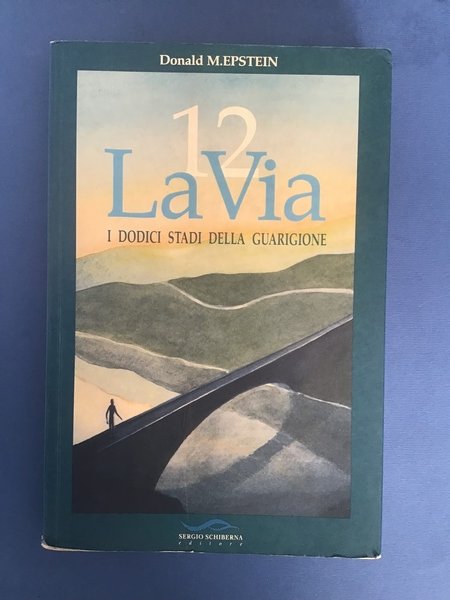 Donald M.EPSTEIN
12
La Via
I DODICI STADI DELLA GUARIGIONE
SERGIO SCHIBERNA
editore